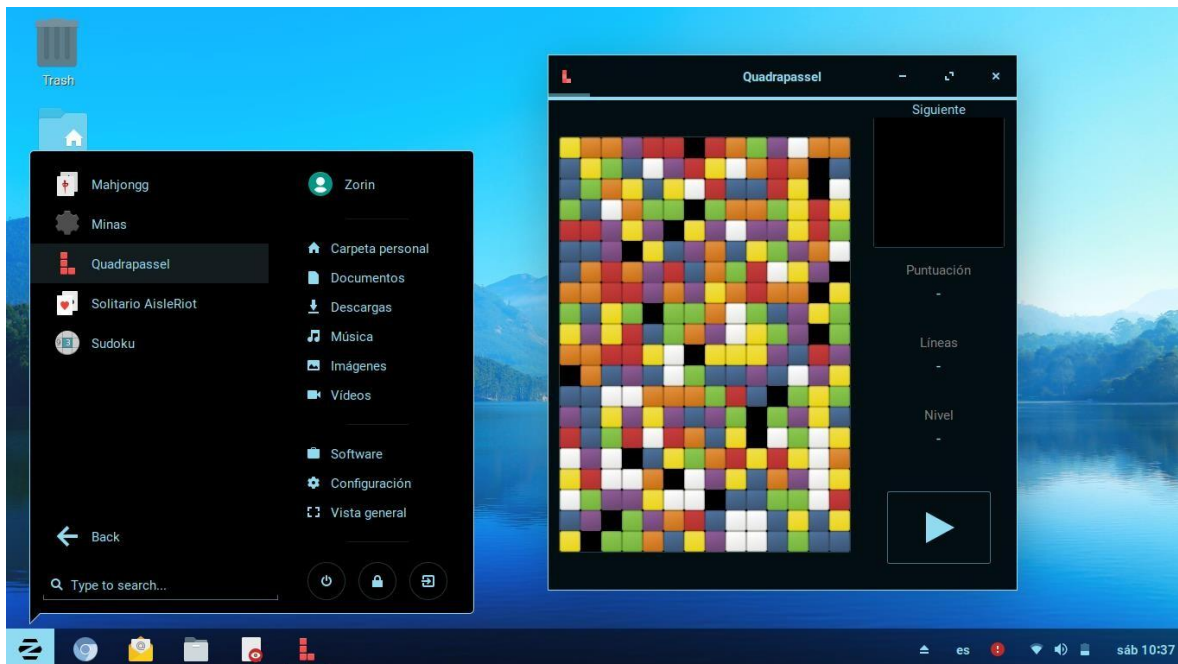 Trash
Mahjongg
Minas
Quadrapassel
Solitario AisleRiot
Sudoku
Back
Type to search...
Zorin
Carpeta personal
Documentos
Descargas
Música
Imágenes
Vídeos
Software
Configuración
Vista general
Quadrapassel
Siguiente
Puntuación
-
Líneas
-
Nivel
-
es
sáb 10:37